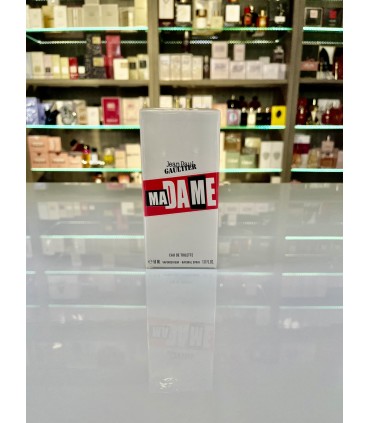 Jean Paul
GAULTIER
MADAME
EAU DE TOILETTE